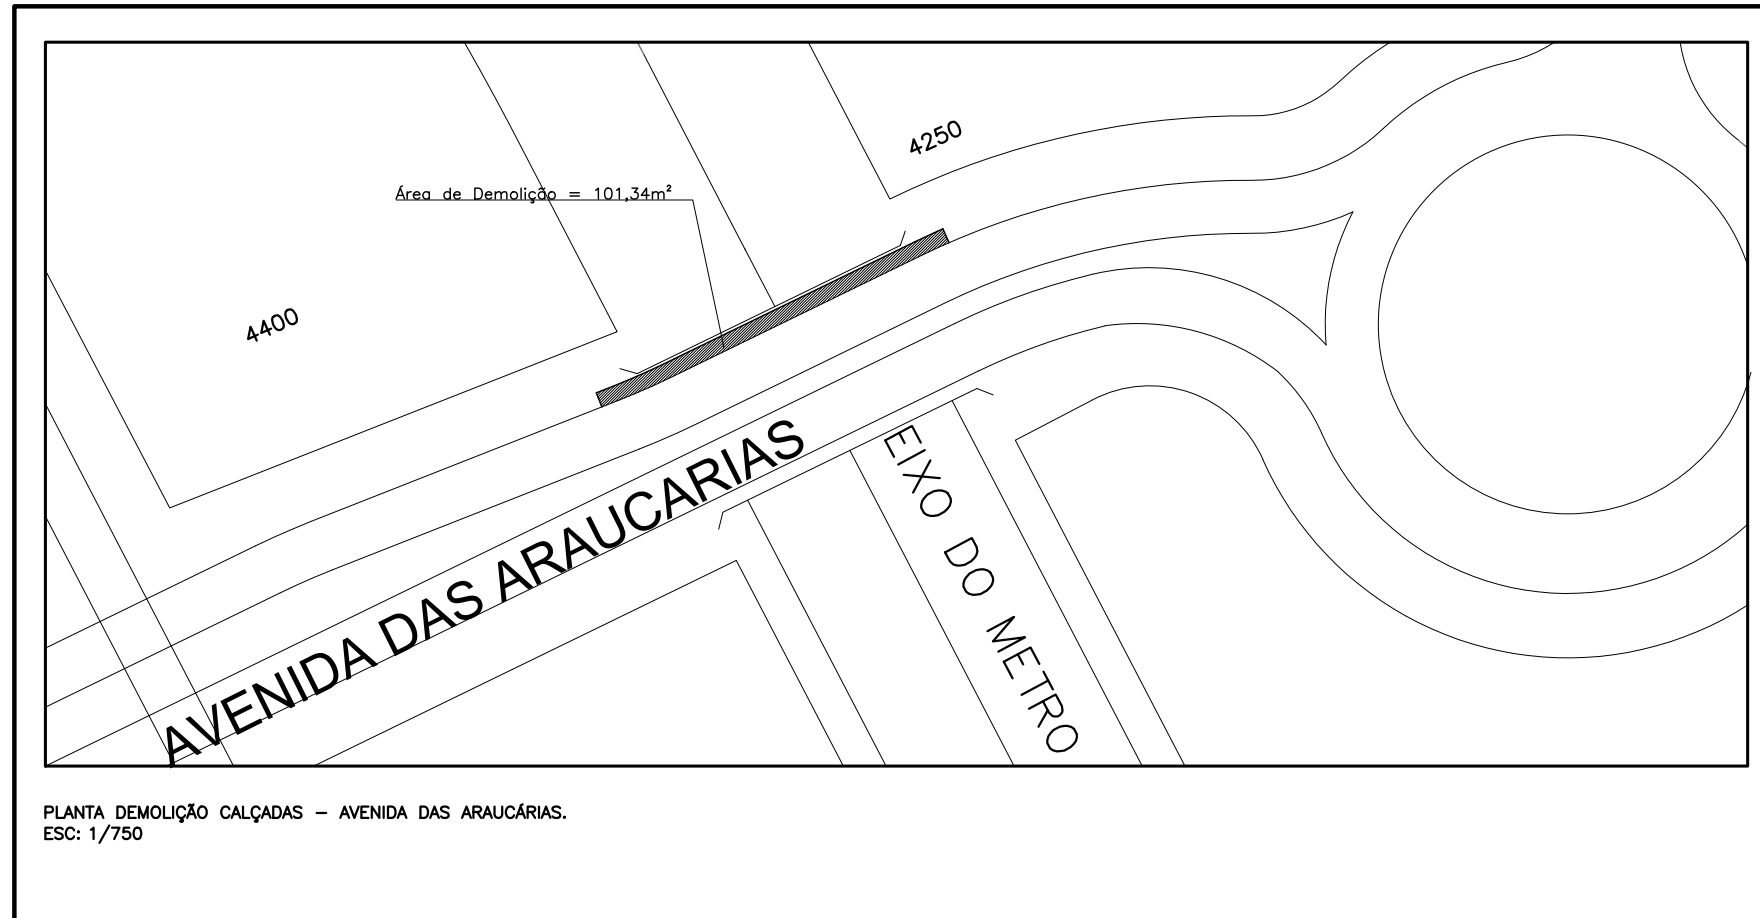 4250
Área de Demolição = 101,34m²
4400
AVENIDA DAS ARAUCARIAS
EIXO DO METRO
PLANTA DEMOLIÇÃO CALÇADAS – AVENIDA DAS ARAUCÁRIAS.
ESC: 1/750